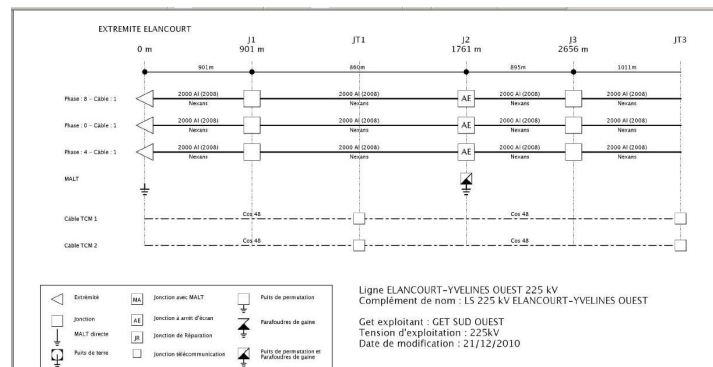 EXTREMITE ELANCOURT
0 m
J1
901 m
JT1
J2
1761 m
J3
2656 m
JT3
901m
860m
895m
1011m
Phase : 8 – Câble : 1
2000 Al (2008)
Nexans
2000 Al (2008)
Nexans
AE
2000 Al (2008)
Nexans
2000 Al (2008)
Nexans
Phase : 0 – Câble : 1
2000 Al (2008)
Nexans
2000 Al (2008)
Nexans
AE
2000 Al (2008)
Nexans
2000 Al (2008)
Nexans
Phase : 4 – Câble : 1
2000 Al (2008)
Nexans
2000 Al (2008)
Nexans
AE
2000 Al (2008)
Nexans
2000 Al (2008)
Nexans
MALT
Câble TCM 1
Cos 48
Cos 48
Câble TCM 2
Cos 48
Cos 48
Extrémité
MA
Jonction avec MALT
Puits de permutation
Jonction
AE
Jonction à arrêt d'écran
Parafoudres de gaine
MALT directe
JR
Jonction de Réparation
Puits de terre
Jonction télécommunication
Puits de permutation et
Parafoudres de gaine
Ligne ELANCOURT–YVELINES OUEST 225 kV
Complément de nom : LS 225 kV ELANCOURT–YVELINES OUEST
Get exploitant : GET SUD OUEST
Tension d'exploitation : 225kV
Date de modification : 21/12/2010